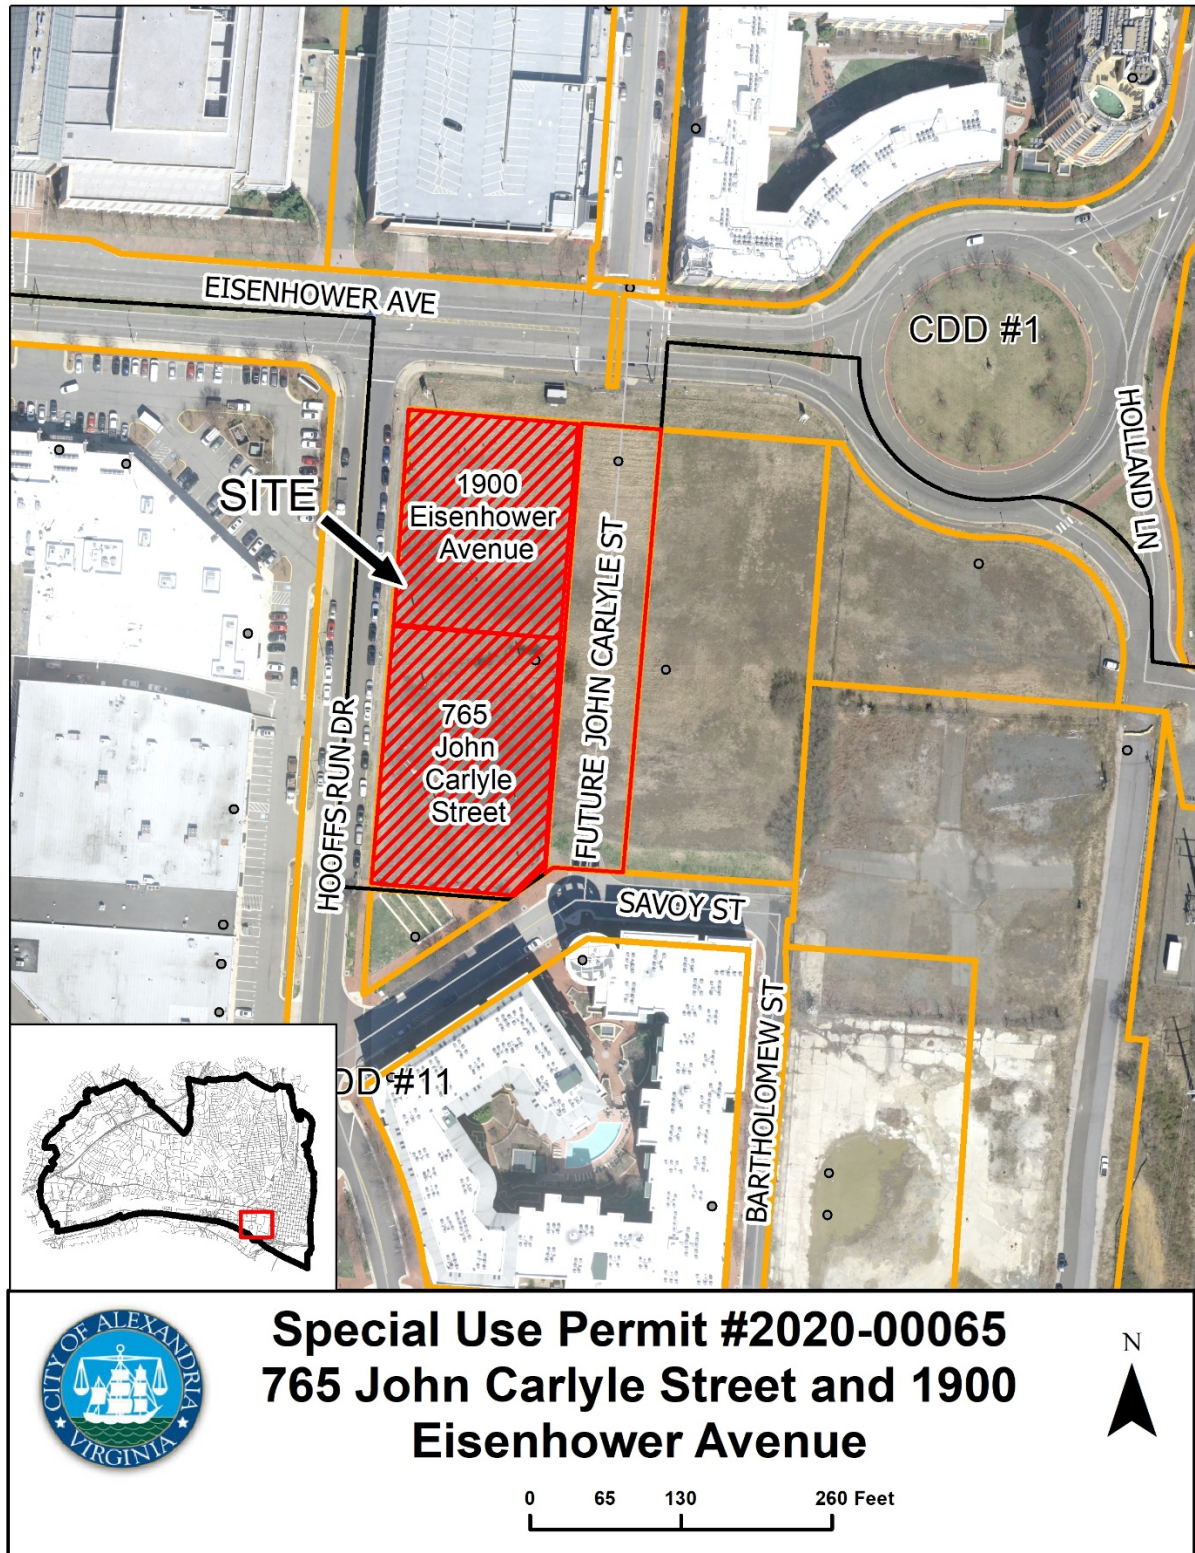 EISENHOWER AVE
CDD #1
HOLLAND LN
SITE
1900
Eisenhower
Avenue
FUTURE JOHN CARLYLE ST
765
John
Carlyle
Street
HOOFFS RUN DR
SAVOY ST
BARTHOLOMEW ST
DD #11
CITY OF ALEXANDRIA
VIRGINIA
Special Use Permit #2020-00065
765 John Carlyle Street and 1900
Eisenhower Avenue
N
0 65 130 260 Feet